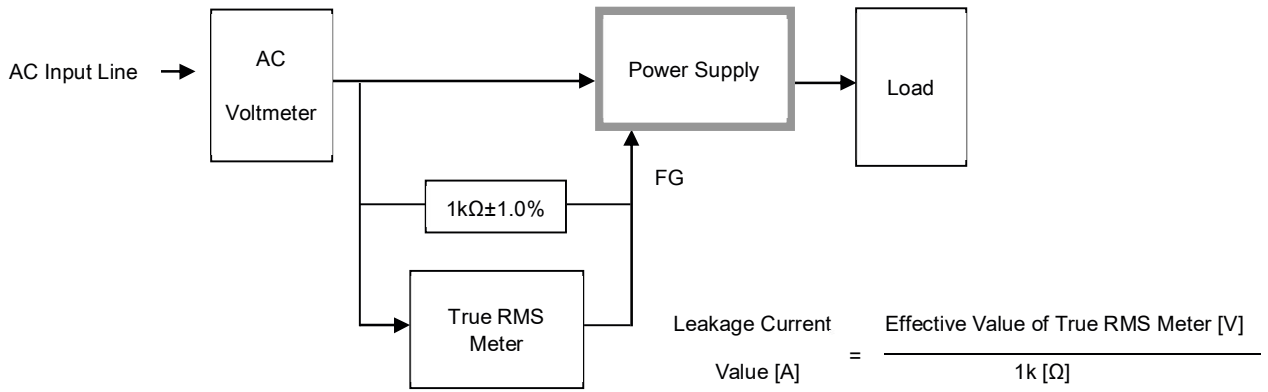 AC Input Line
AC
Voltmeter
Power Supply
Load
FG
1kΩ±1.0%
True RMS
Meter
Leakage Current
Value [A]
=
Effective Value of True RMS Meter [V]
1k [Ω]